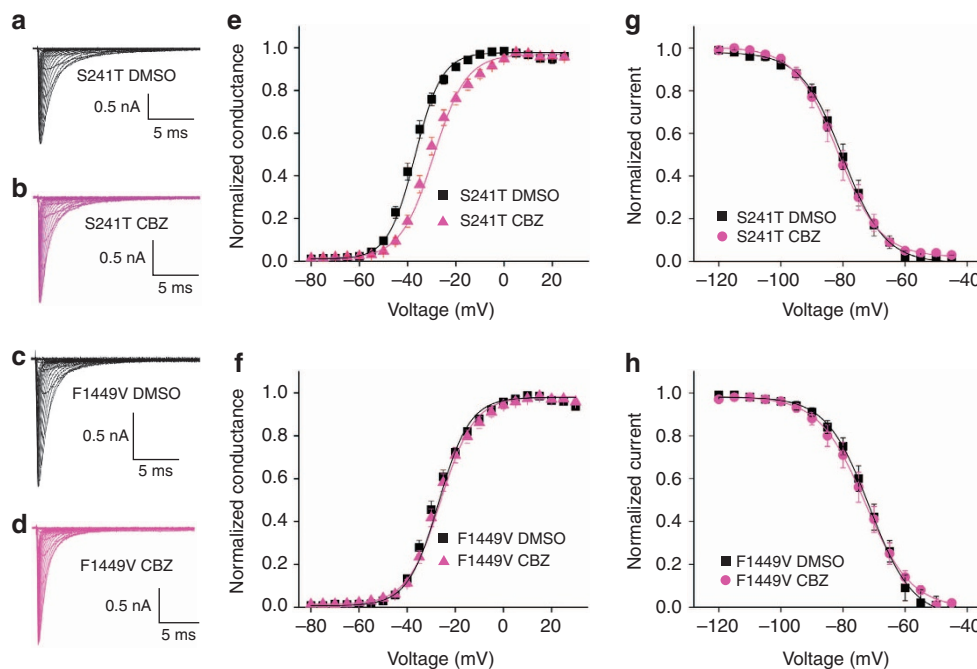 a
S241T DMSO
0.5 nA
5 ms
b
S241T CBZ
0.5 nA
5 ms
c
F1449V DMSO
0.5 nA
5 ms
d
F1449V CBZ
0.5 nA
5 ms
e
Normalized conductance
1.0
0.8
0.6
0.4
0.2
0.0
S241T DMSO
S241T CBZ
−80 −60 −40 −20 0 20
Voltage (mV)
f
Normalized conductance
1.0
0.8
0.6
0.4
0.2
0.0
F1449V DMSO
F1449V CBZ
−80 −60 −40 −20 0 20
Voltage (mV)
g
Normalized current
1.0
0.8
0.6
0.4
0.2
0.0
S241T DMSO
S241T CBZ
−120 −100 −80 −60 −40
Voltage (mV)
h
Normalized current
1.0
0.8
0.6
0.4
0.2
0.0
F1449V DMSO
F1449V CBZ
−120 −100 −80 −60 −40
Voltage (mV)